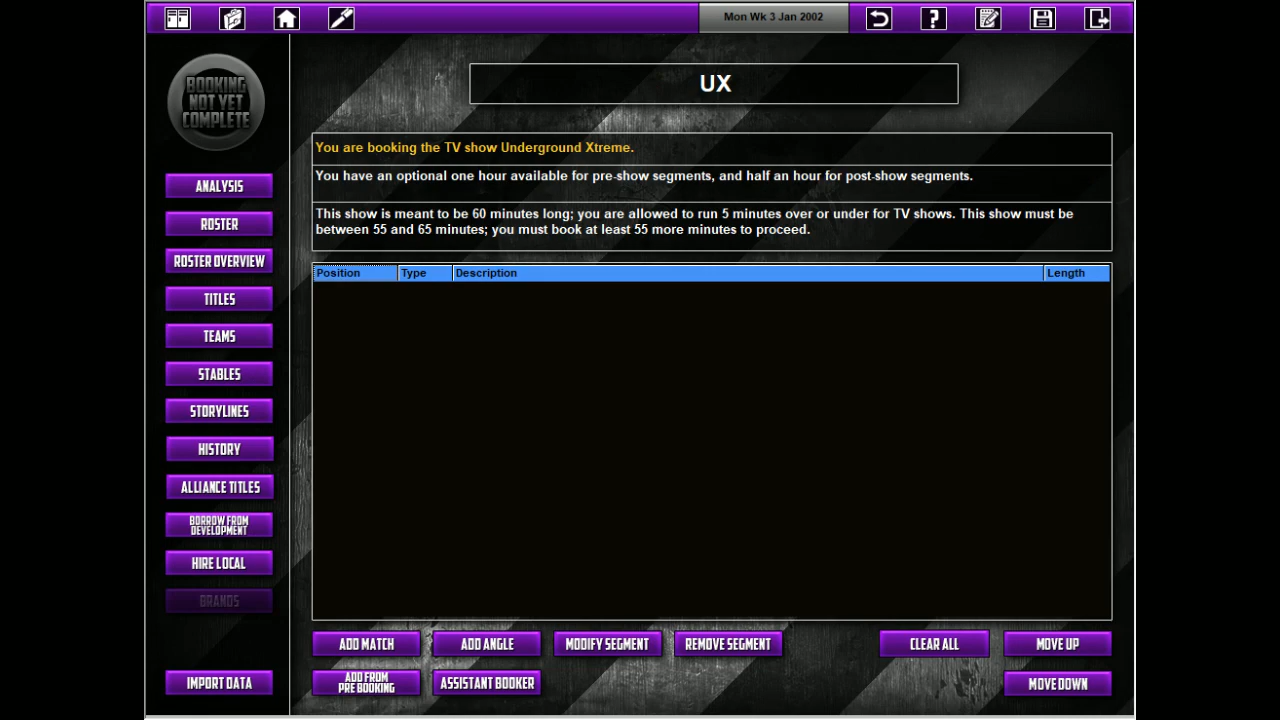 Mon Wk 3 Jan 2002
BOOKING
NOT YET
COMPLETE
UX
You are booking the TV show Underground Xtreme.
You have an optional one hour available for pre-show segments, and half an hour for post-show segments.
This show is meant to be 60 minutes long; you are allowed to run 5 minutes over or under for TV shows. This show must be
between 55 and 65 minutes; you must book at least 55 more minutes to proceed.
Position Type Description Length
ANALYSIS
ROSTER
ROSTER OVERVIEW
TITLES
TEAMS
STABLES
STORYLINES
HISTORY
ALLIANCE TITLES
BORROW FROM
DEVELOPMENT
HIRE LOCAL
BRANDS
IMPORT DATA
ADD MATCH ADD ANGLE MODIFY SEGMENT REMOVE SEGMENT CLEAR ALL MOVE UP
ADD FROM
PRE BOOKING
ASSISTANT BOOKER MOVE DOWN